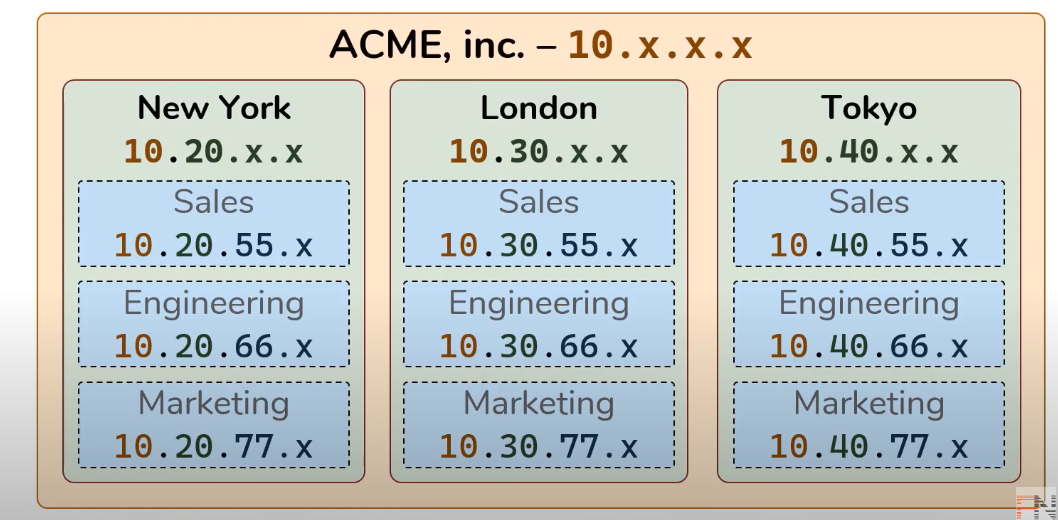 ACME, inc. – 10.x.x.x
New York
10.20.x.x
Sales
10.20.55.x
Engineering
10.20.66.x
Marketing
10.20.77.x
London
10.30.x.x
Sales
10.30.55.x
Engineering
10.30.66.x
Marketing
10.30.77.x
Tokyo
10.40.x.x
Sales
10.40.55.x
Engineering
10.40.66.x
Marketing
10.40.77.x